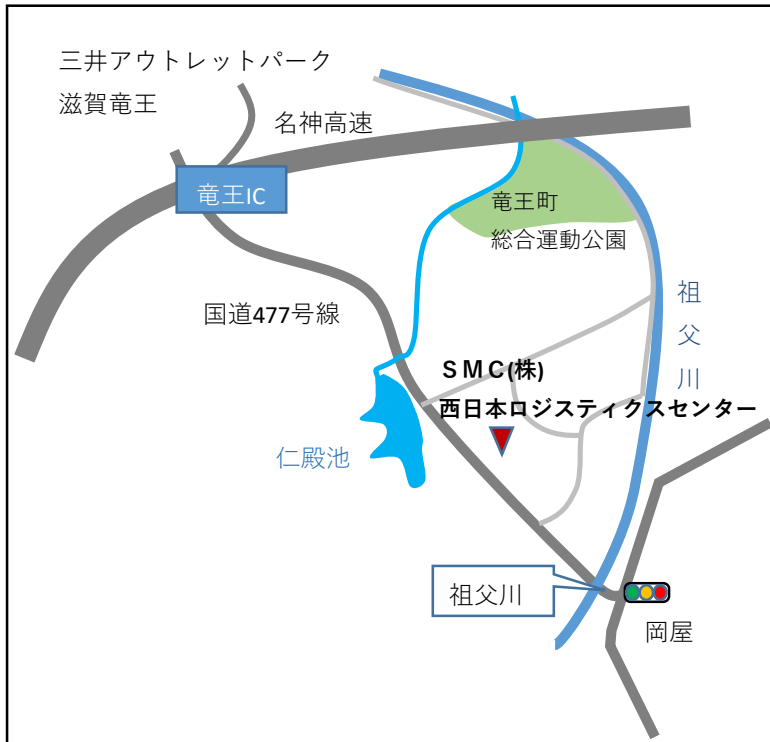 三井アウトレットパーク
滋賀竜王
名神高速
竜王IC
竜王町
総合運動公園
国道477号線
祖父川
ＳＭＣ(株)
西日本ロジスティクスセンター
仁殿池
祖父川
岡屋